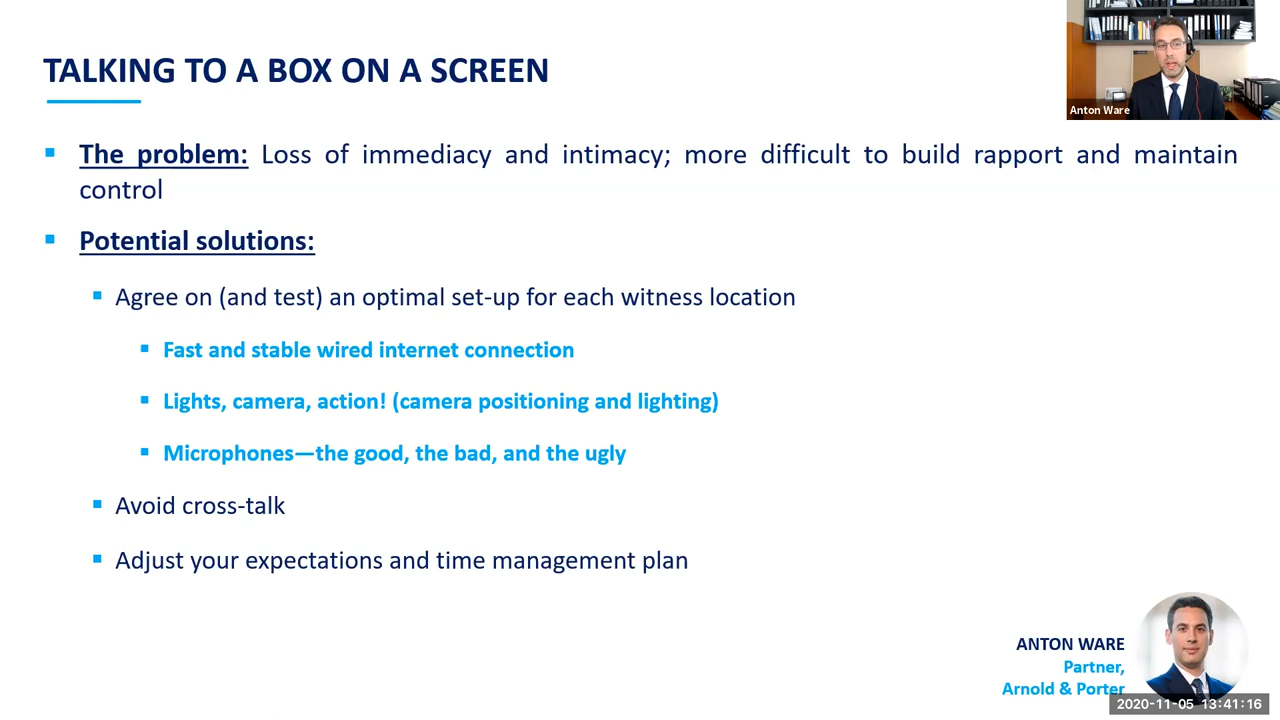 TALKING TO A BOX ON A SCREEN
Anton Ware
The problem: Loss of immediacy and intimacy; more difficult to build rapport and maintain
control
Potential solutions:
Agree on (and test) an optimal set-up for each witness location
Fast and stable wired internet connection
Lights, camera, action! (camera positioning and lighting)
Microphones—the good, the bad, and the ugly
Avoid cross-talk
Adjust your expectations and time management plan
ANTON WARE
Partner,
Arnold & Porter
2020-11-05 13:41:16